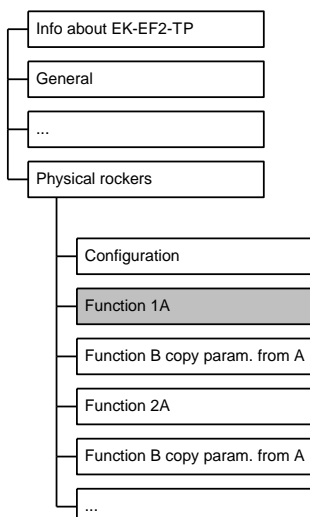 Info about EK-EF2-TP
General
...
Physical rockers
Configuration
Function 1A
Function B copy param. from A
Function 2A
Function B copy param. from A
...